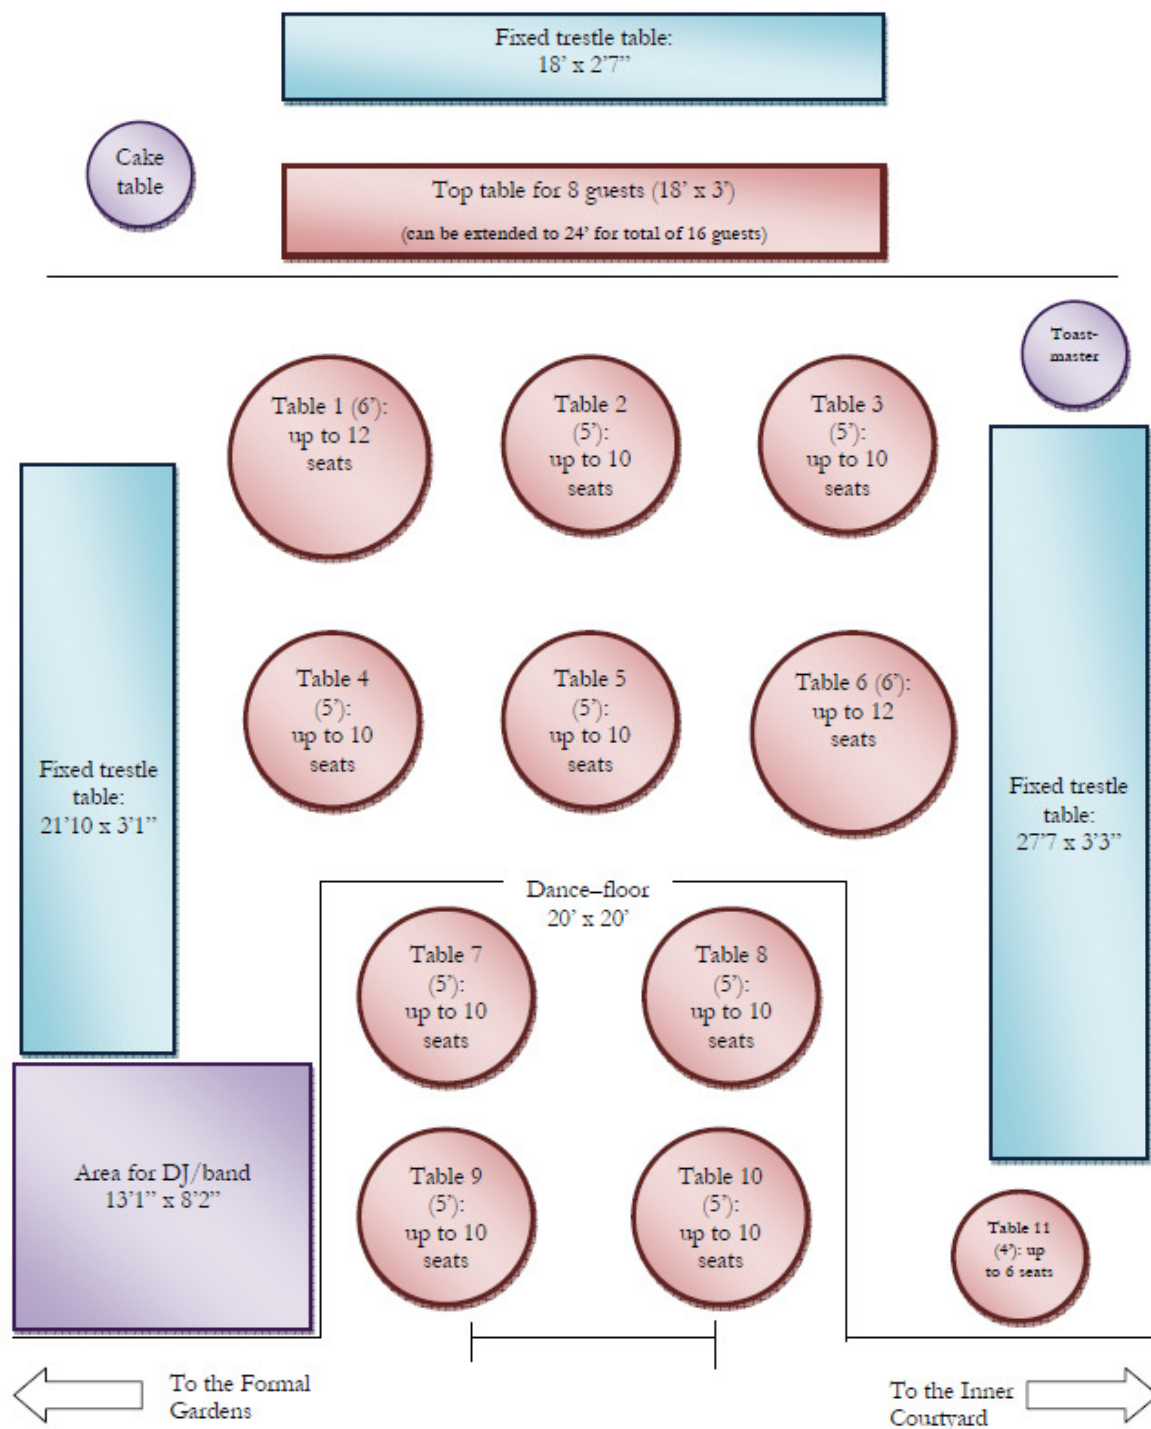 Fixed trestle table:
18’ x 2’7”
Cake
table
Top table for 8 guests (18’ x 3’)
(can be extended to 24’ for total of 16 guests)
Toast-
master
Table 1 (6’):
up to 12
seats
Table 2
(5’):
up to 10
seats
Table 3
(5’):
up to 10
seats
Table 4
(5’):
up to 10
seats
Table 5
(5’):
up to 10
seats
Table 6 (6’):
up to 12
seats
Fixed trestle
table:
21’10 x 3’1”
Fixed trestle
table:
27’7 x 3’3”
Dance–floor
20’ x 20’
Table 7
(5’):
up to 10
seats
Table 8
(5’):
up to 10
seats
Area for DJ/band
13’1” x 8’2”
Table 9
(5’):
up to 10
seats
Table 10
(5’):
up to 10
seats
Table 11
(4’): up
to 6 seats
To the Formal
Gardens
To the Inner
Courtyard